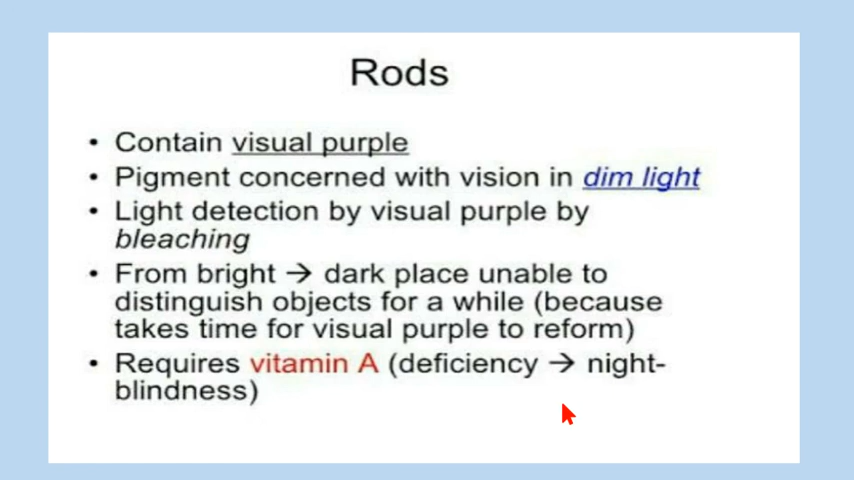 Rods
• Contain visual purple
• Pigment concerned with vision in dim light
• Light detection by visual purple by
bleaching
• From bright → dark place unable to
distinguish objects for a while (because
takes time for visual purple to reform)
• Requires vitamin A (deficiency → night-
blindness)